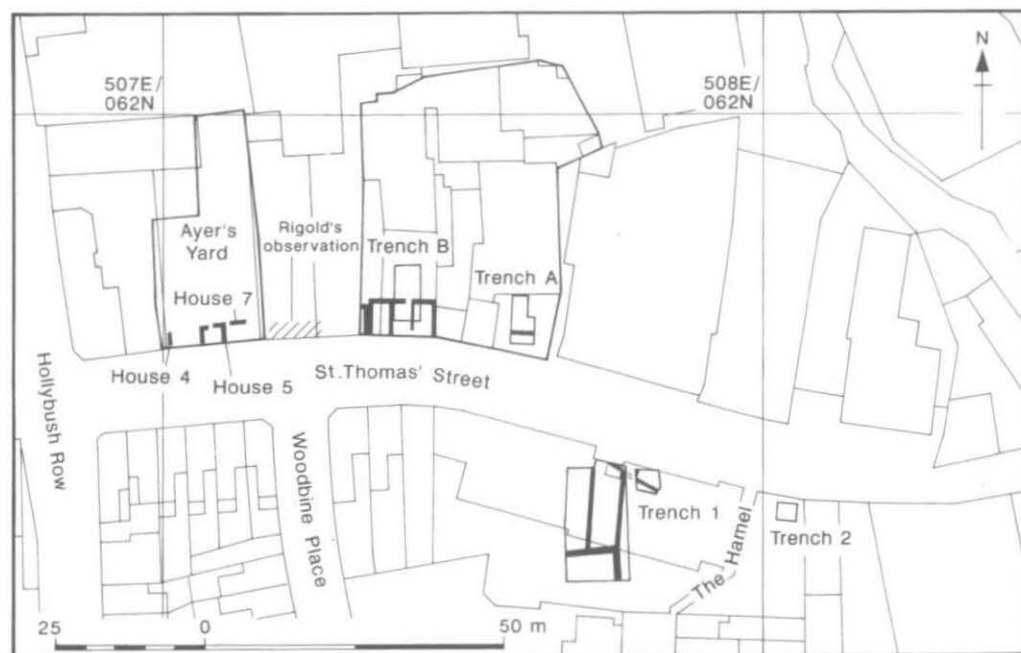 507E/
062N
508E/
062N
N
Ayer's
Yard
Rigold's
observation
Trench B
Trench A
House 7
House 4
House 5
St.Thomas' Street
Hollybush Row
Woodbine Place
Trench 1
The Hamel
Trench 2
25
0
50 m